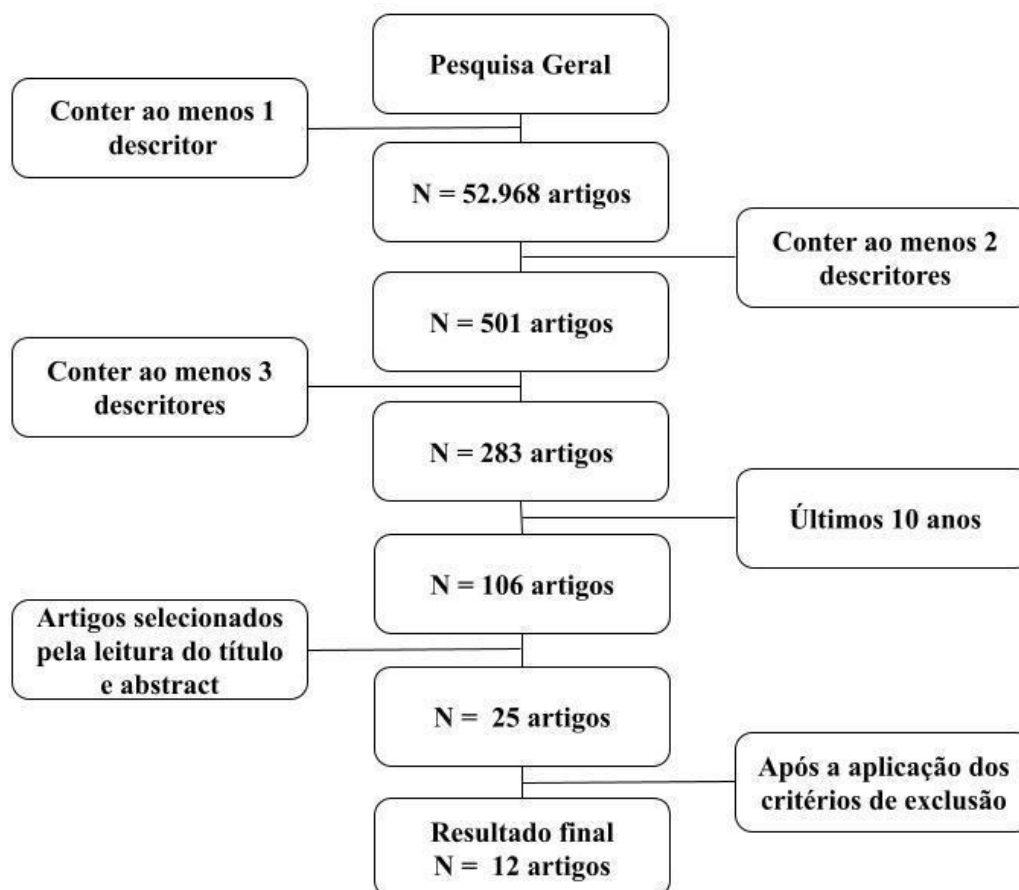 Pesquisa Geral
Conter ao menos 1
descritor
N = 52.968 artigos
Conter ao menos 2
descritores
N = 501 artigos
Conter ao menos 3
descritores
N = 283 artigos
Últimos 10 anos
N = 106 artigos
Artigos selecionados
pela leitura do título
e abstract
N =  25 artigos
Após a aplicação dos
critérios de exclusão
Resultado final
N =  12 artigos